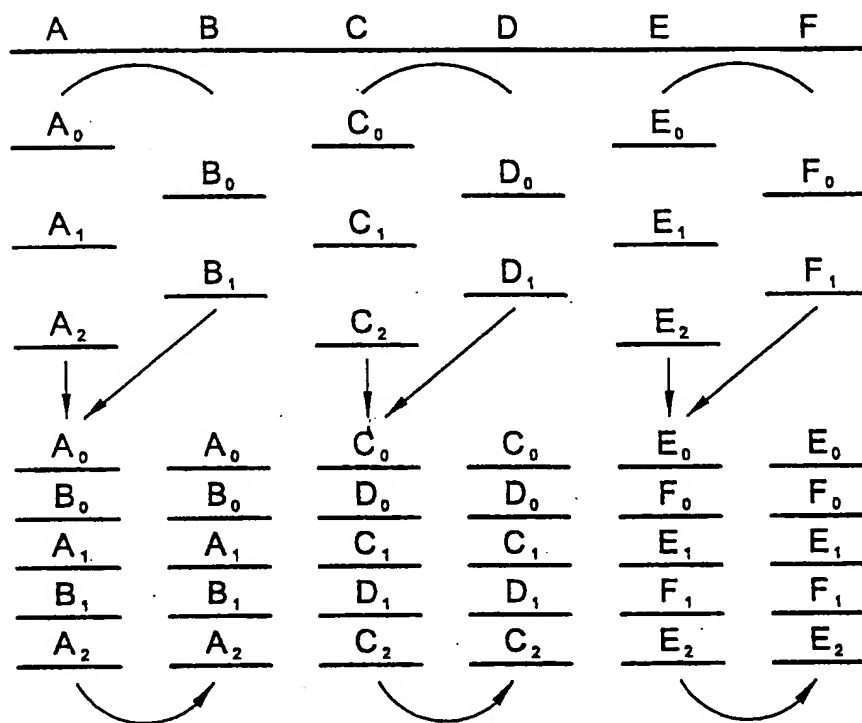 A B C D E F
A₀ C₀ E₀
B₀ D₀ F₀
A₁ C₁ E₁
B₁ D₁ F₁
A₂ C₂ E₂
A₀ A₀ C₀ C₀ E₀ E₀
B₀ B₀ D₀ D₀ F₀ F₀
A₁ A₁ C₁ C₁ E₁ E₁
B₁ B₁ D₁ D₁ F₁ F₁
A₂ A₂ C₂ C₂ E₂ E₂